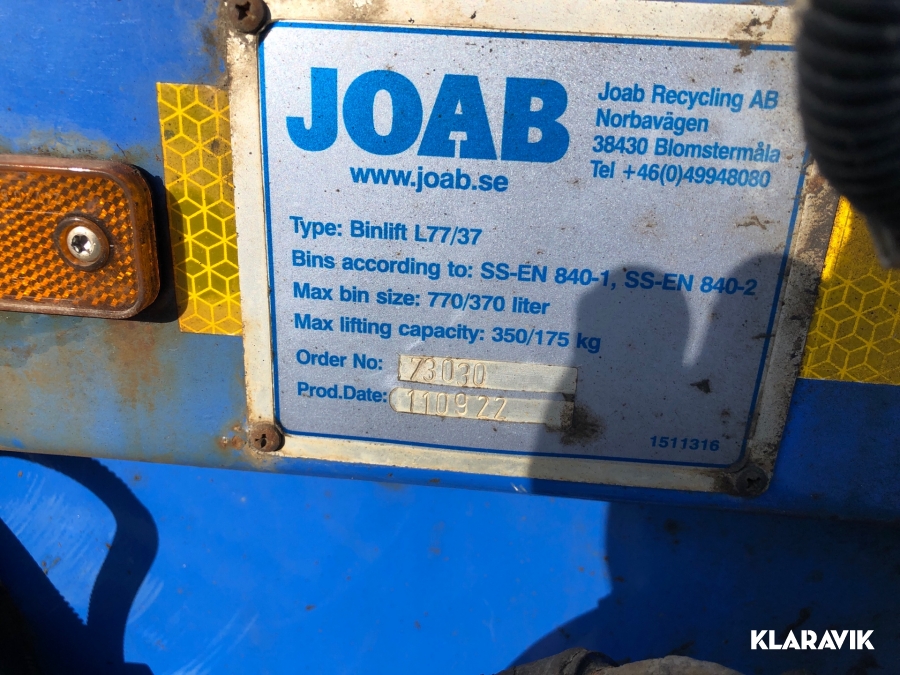 JOAB
www.joab.se
Joab Recycling AB
Norbavägen
38430 Blomstermåla
Tel +46(0)49948080
Type: Binlift L77/37
Bins according to: SS-EN 840-1, SS-EN 840-2
Max bin size: 770/370 liter
Max lifting capacity: 350/175 kg
Order No: 73030
Prod.Date: 110922
1511316
KLARAVIK